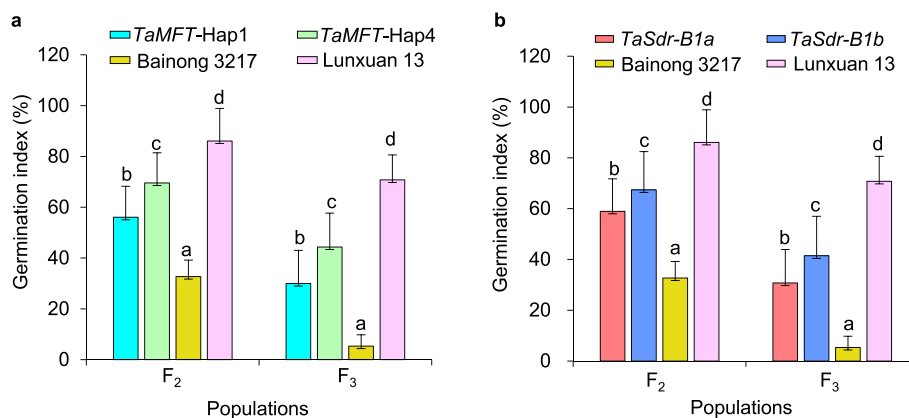 a
TaMFT-Hap1 TaMFT-Hap4
Bainong 3217 Lunxuan 13
Germination index (%)
120
100
80
60
40
20
0
b c a d
b c a d
F2 F3
Populations
b
TaSdr-B1a TaSdr-B1b
Bainong 3217 Lunxuan 13
Germination index (%)
120
100
80
60
40
20
0
b c a d
b c a d
F2 F3
Populations